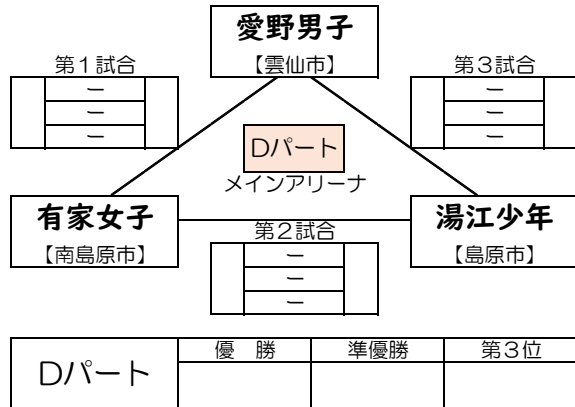 愛野男子
【雲仙市】
第1試合
ー
ー
ー
第3試合
ー
ー
ー
Dパート
メインアリーナ
有家女子
【南島原市】
湯江少年
【島原市】
第2試合
ー
ー
ー
Dパート
優　勝
準優勝
第3位